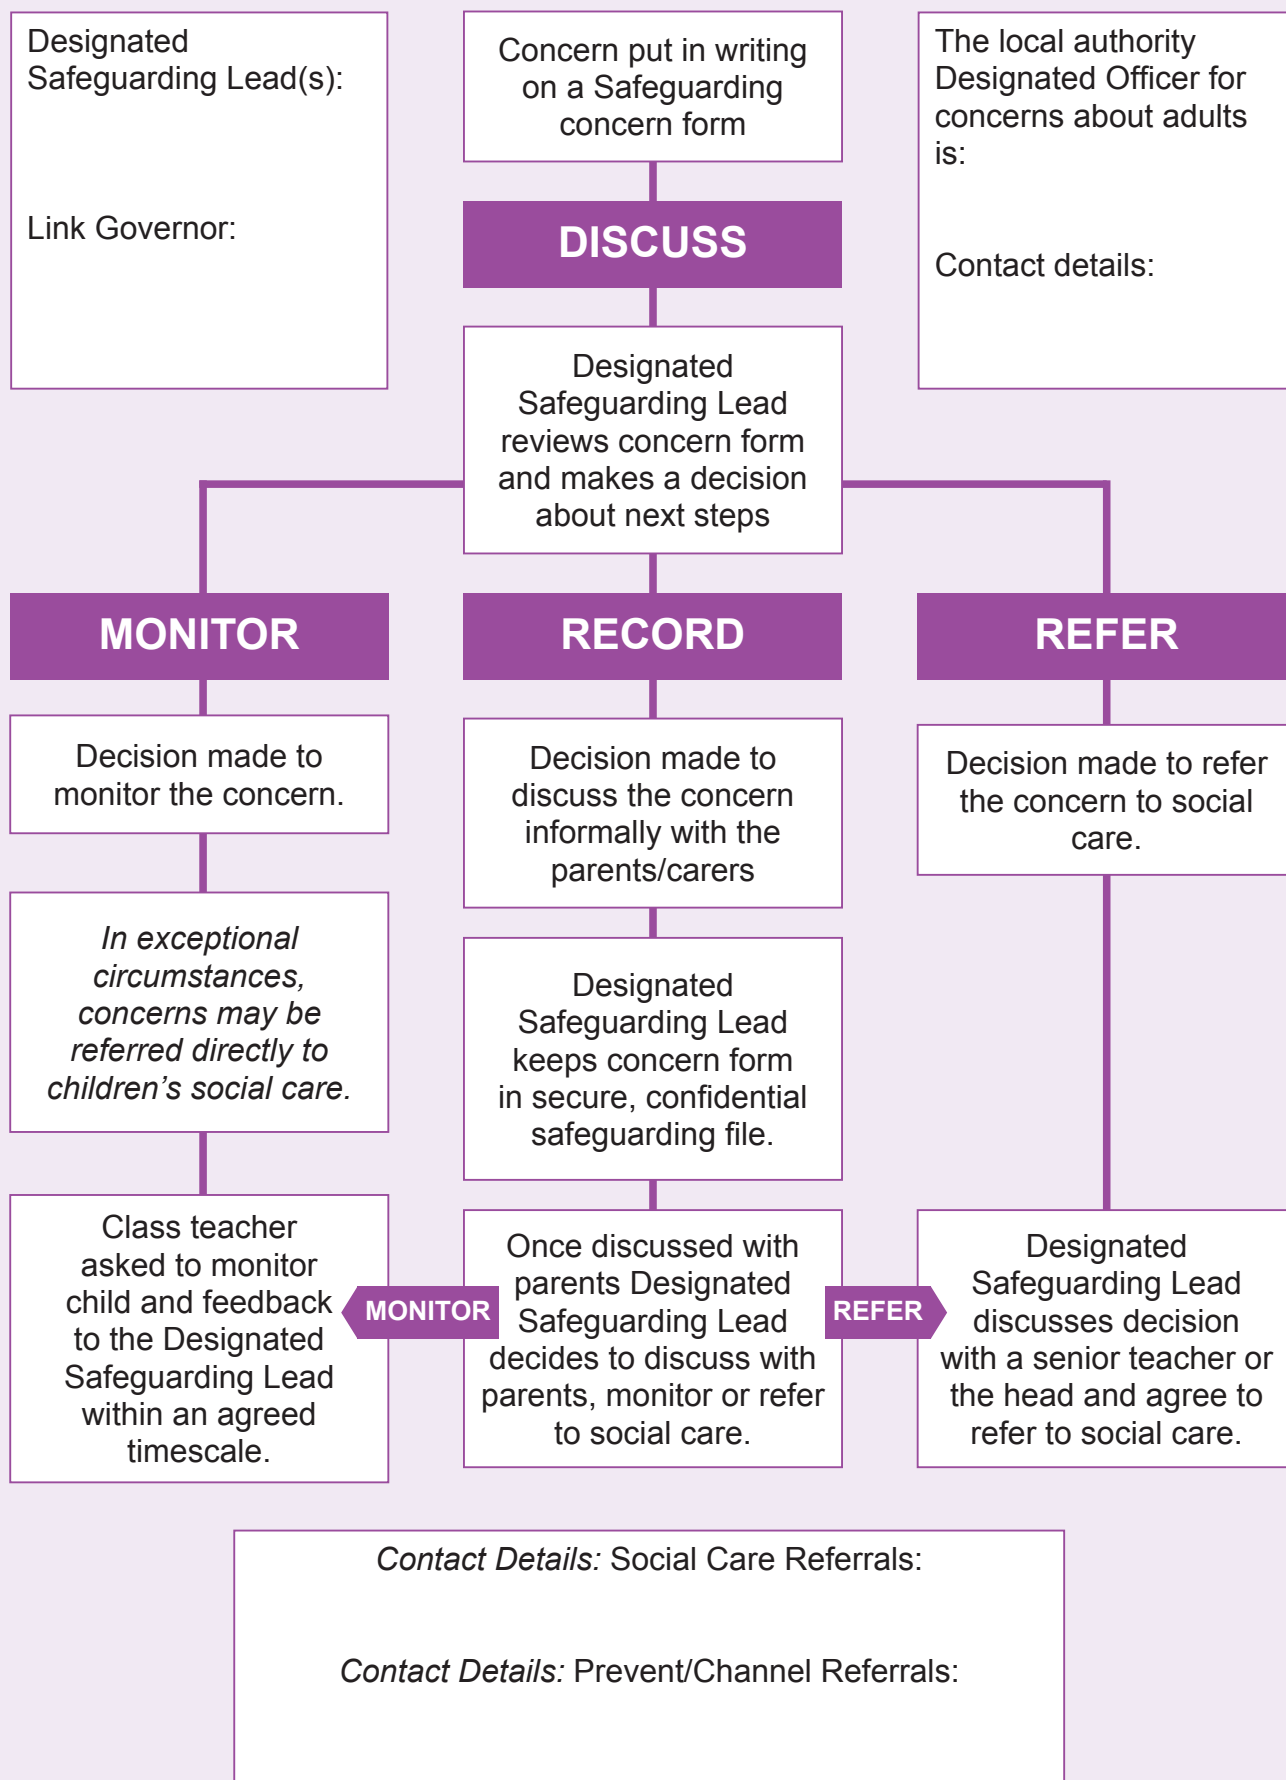 Designated
Safeguarding Lead(s):
Link Governor:
Concern put in writing
on a Safeguarding
concern form
The local authority
Designated Officer for
concerns about adults
is:
Contact details:
DISCUSS
Designated
Safeguarding Lead
reviews concern form
and makes a decision
about next steps
MONITOR
Decision made to
monitor the concern.
In exceptional
circumstances,
concerns may be
referred directly to
children’s social care.
Class teacher
asked to monitor
child and feedback
to the Designated
Safeguarding Lead
within an agreed
timescale.
RECORD
Decision made to
discuss the concern
informally with the
parents/carers
Designated
Safeguarding Lead
keeps concern form
in secure, confidential
safeguarding file.
MONITOR
Once discussed with
parents Designated
Safeguarding Lead
decides to discuss with
parents, monitor or refer
to social care.
REFER
REFER
Decision made to refer
the concern to social
care.
Designated
Safeguarding Lead
discusses decision
with a senior teacher or
the head and agree to
refer to social care.
Contact Details: Social Care Referrals:
Contact Details: Prevent/Channel Referrals: